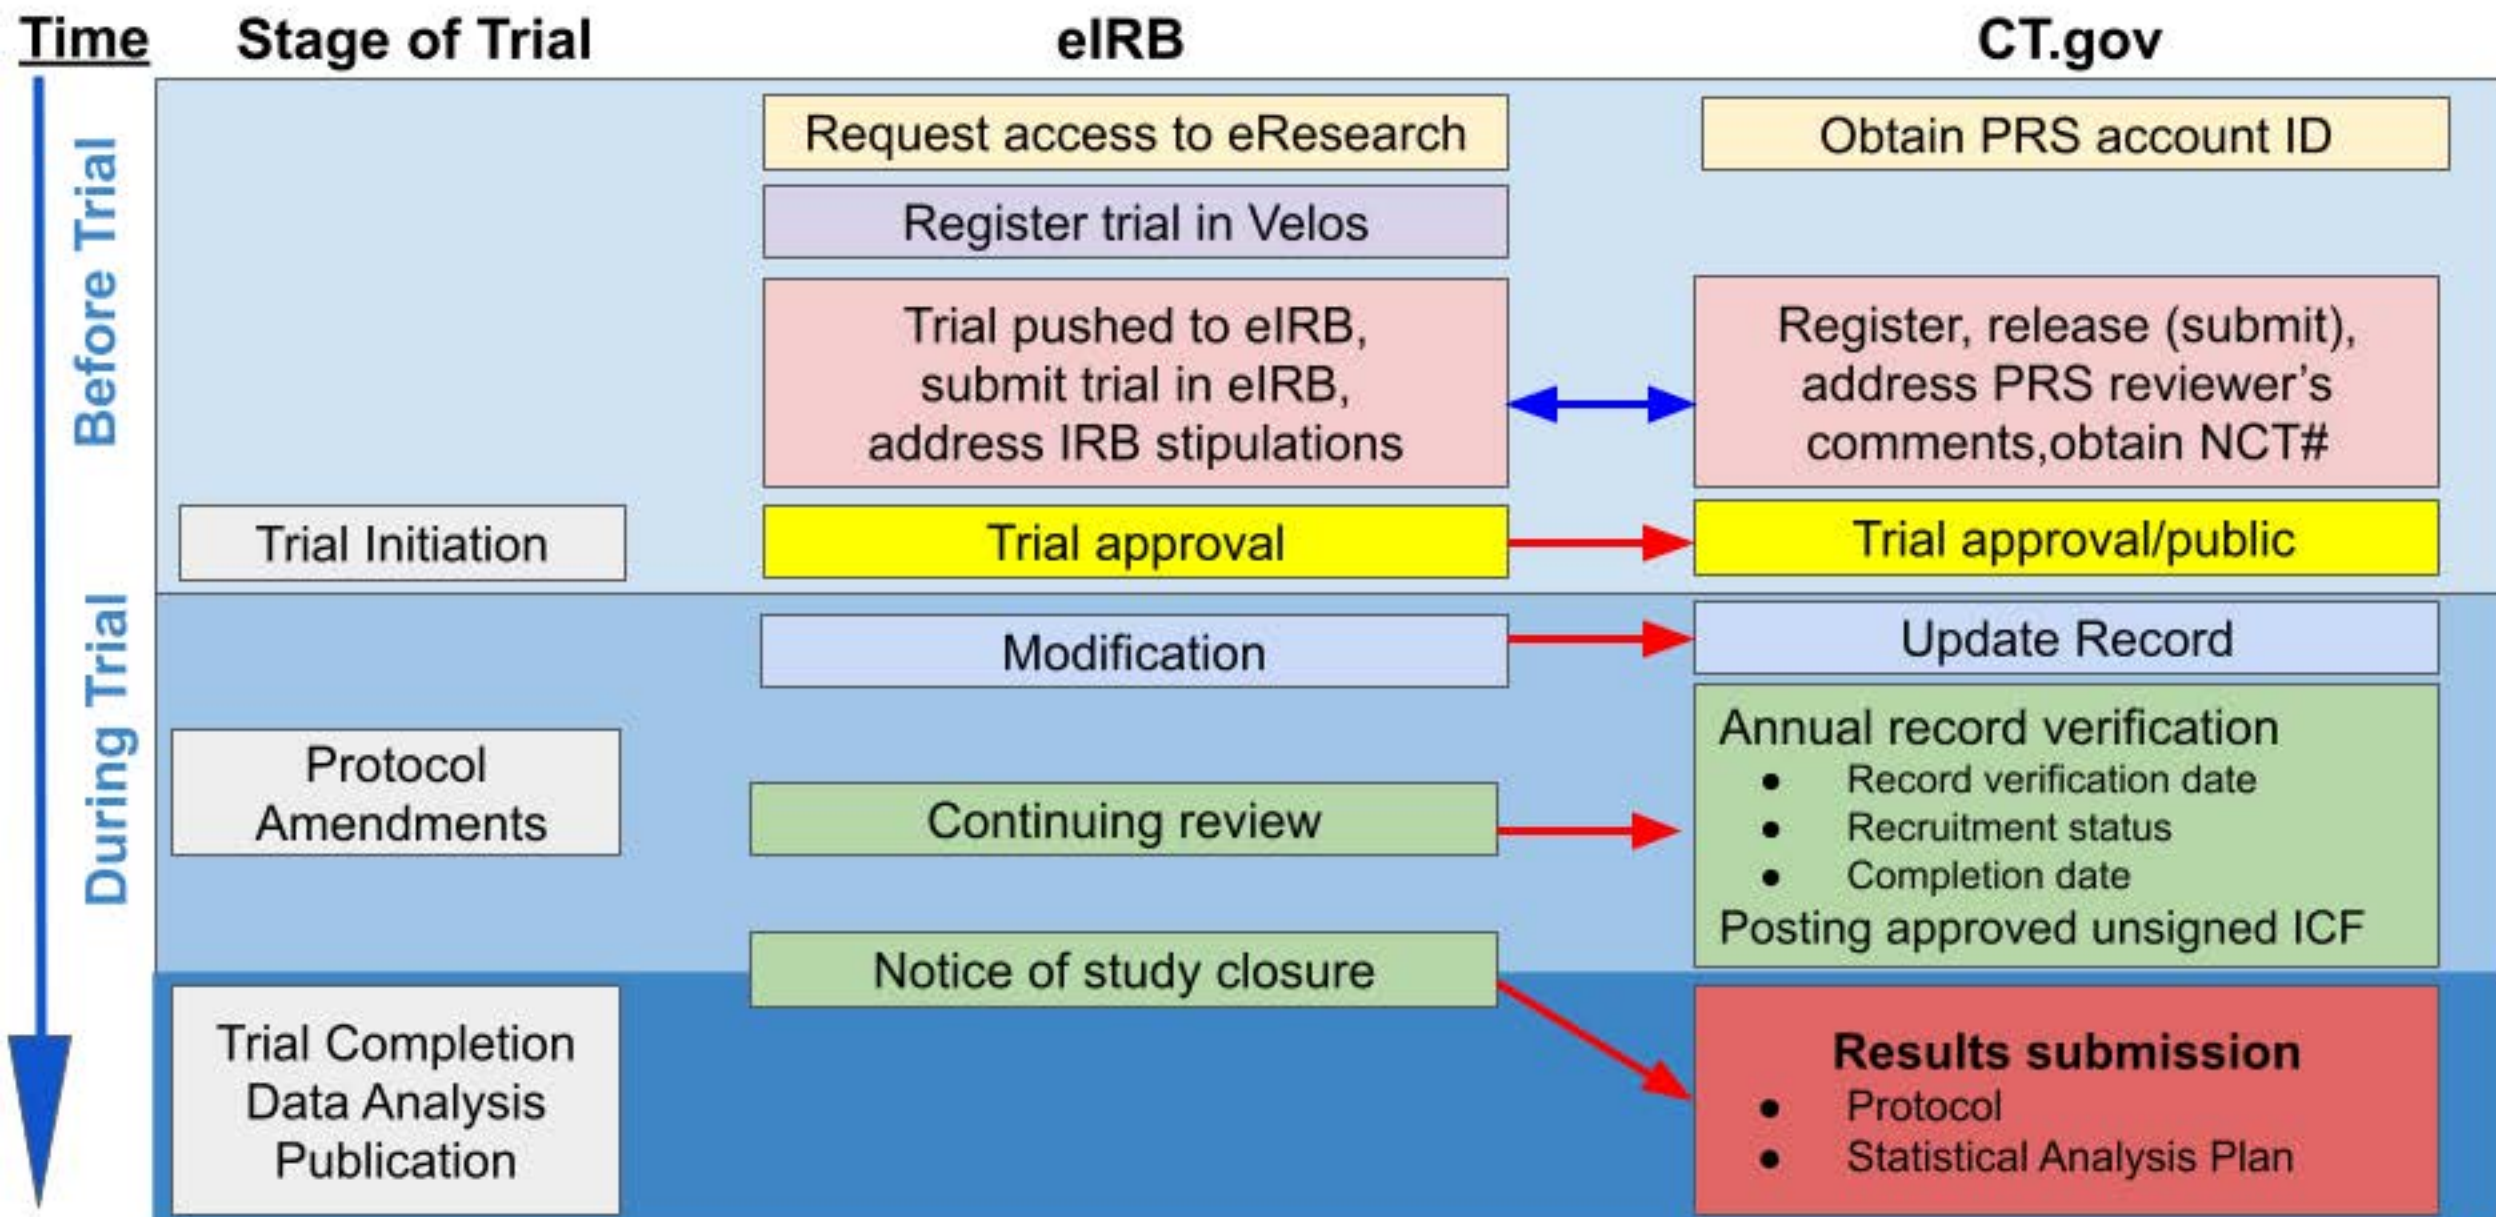 Time
Stage of Trial
eIRB
CT.gov
Before Trial
Request access to eResearch
Obtain PRS account ID
Register trial in Velos
Trial pushed to eIRB,
submit trial in eIRB,
address IRB stipulations
Register, release (submit),
address PRS reviewer’s
comments,obtain NCT#
Trial Initiation
Trial approval
Trial approval/public
During Trial
Modification
Update Record
Protocol
Amendments
Continuing review
Annual record verification
● Record verification date
● Recruitment status
● Completion date
Posting approved unsigned ICF
Notice of study closure
Trial Completion
Data Analysis
Publication
Results submission
● Protocol
● Statistical Analysis Plan